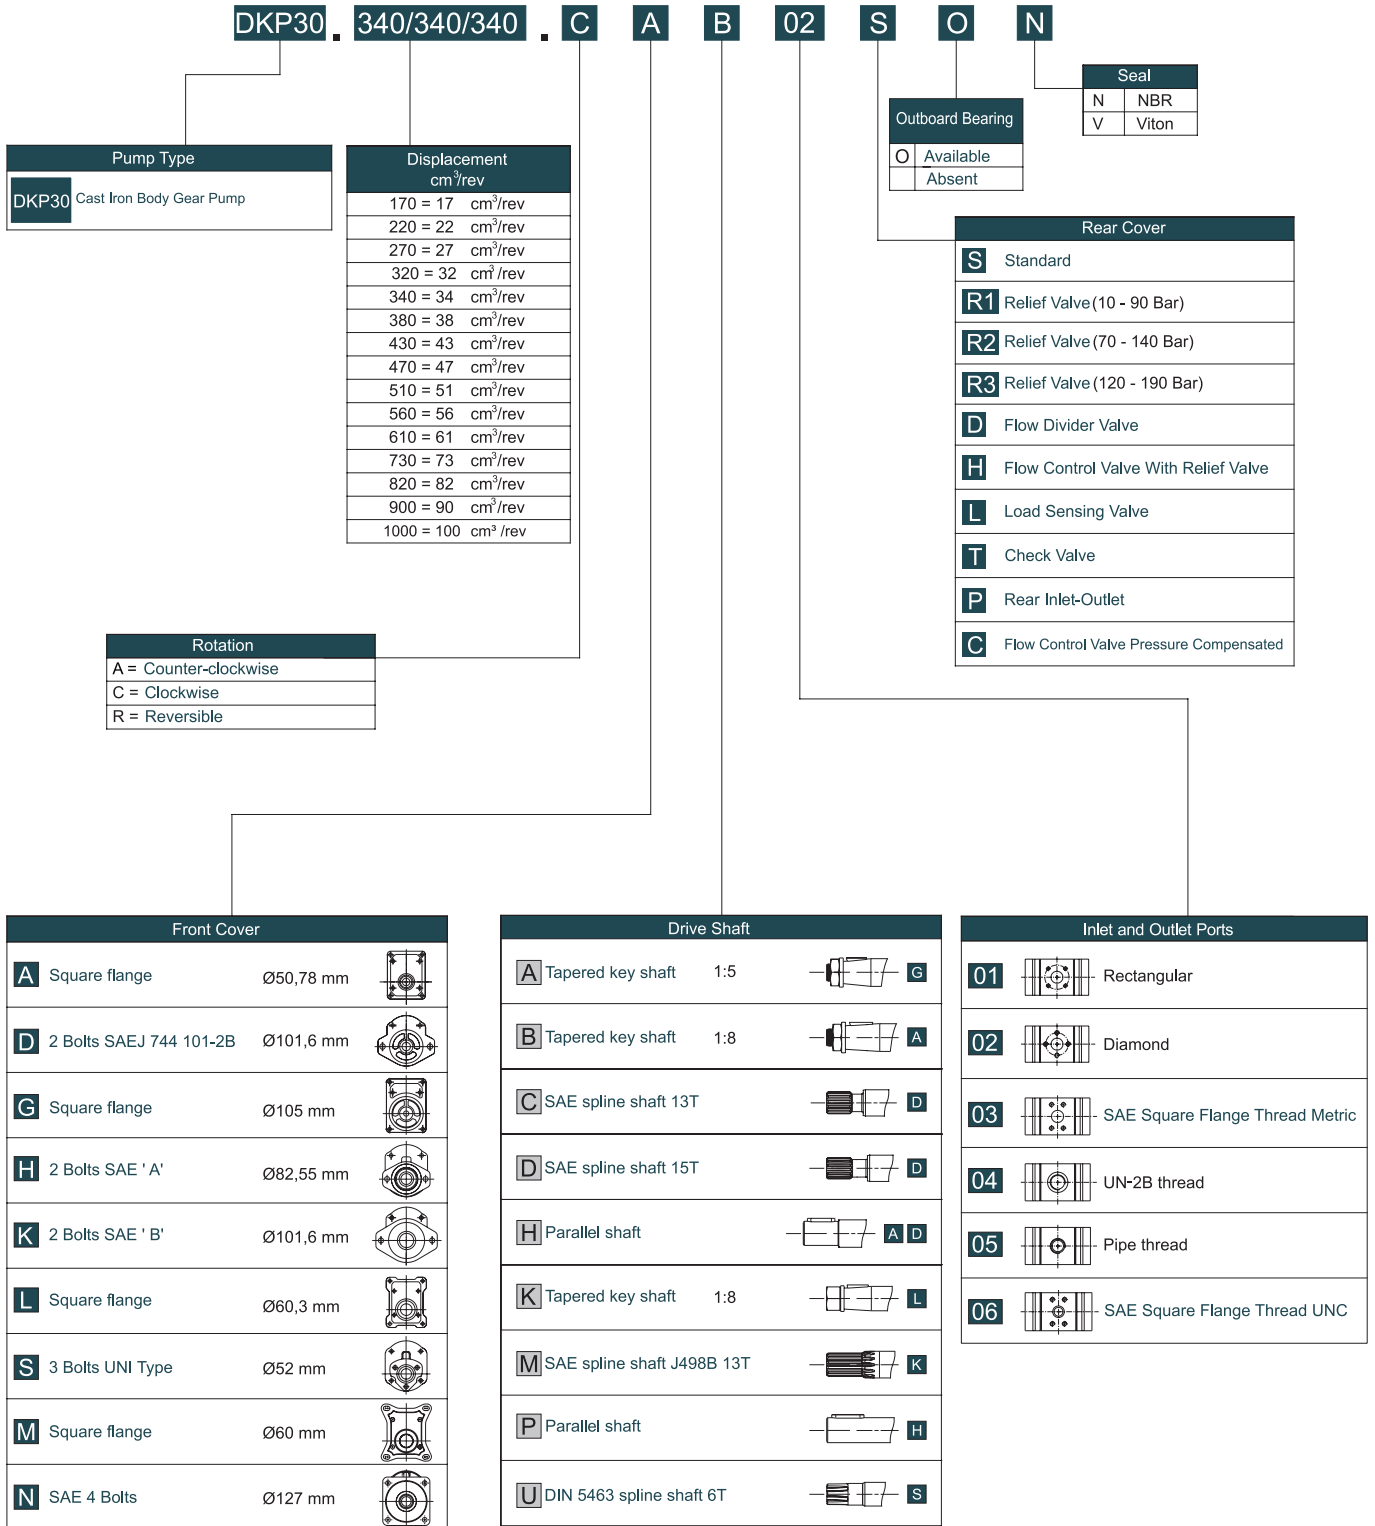 DKP30 . 340/340/340 . C A B 02 S O N
Seal
N NBR
V Viton
Outboard Bearing
O Available
Absent
Pump Type
DKP30 Cast Iron Body Gear Pump
Displacement
cm³/rev
170 = 17 cm³/rev
220 = 22 cm³/rev
270 = 27 cm³/rev
320 = 32 cm³/rev
340 = 34 cm³/rev
380 = 38 cm³/rev
430 = 43 cm³/rev
470 = 47 cm³/rev
510 = 51 cm³/rev
560 = 56 cm³/rev
610 = 61 cm³/rev
730 = 73 cm³/rev
820 = 82 cm³/rev
900 = 90 cm³/rev
1000 = 100 cm³ /rev
Rear Cover
S Standard
R1 Relief Valve (10 - 90 Bar)
R2 Relief Valve (70 - 140 Bar)
R3 Relief Valve (120 - 190 Bar)
D Flow Divider Valve
H Flow Control Valve With Relief Valve
L Load Sensing Valve
T Check Valve
P Rear Inlet-Outlet
C Flow Control Valve Pressure Compensated
Rotation
A = Counter-clockwise
C = Clockwise
R = Reversible
Front Cover
A Square flange Ø50,78 mm
D 2 Bolts SAEJ 744 101-2B Ø101,6 mm
G Square flange Ø105 mm
H 2 Bolts SAE ' A' Ø82,55 mm
K 2 Bolts SAE ' B' Ø101,6 mm
L Square flange Ø60,3 mm
S 3 Bolts UNI Type Ø52 mm
M Square flange Ø60 mm
N SAE 4 Bolts Ø127 mm
Drive Shaft
A Tapered key shaft 1:5 G
B Tapered key shaft 1:8 A
C SAE spline shaft 13T D
D SAE spline shaft 15T D
H Parallel shaft A D
K Tapered key shaft 1:8 L
M SAE spline shaft J498B 13T K
P Parallel shaft H
U DIN 5463 spline shaft 6T S
Inlet and Outlet Ports
01 Rectangular
02 Diamond
03 SAE Square Flange Thread Metric
04 UN-2B thread
05 Pipe thread
06 SAE Square Flange Thread UNC